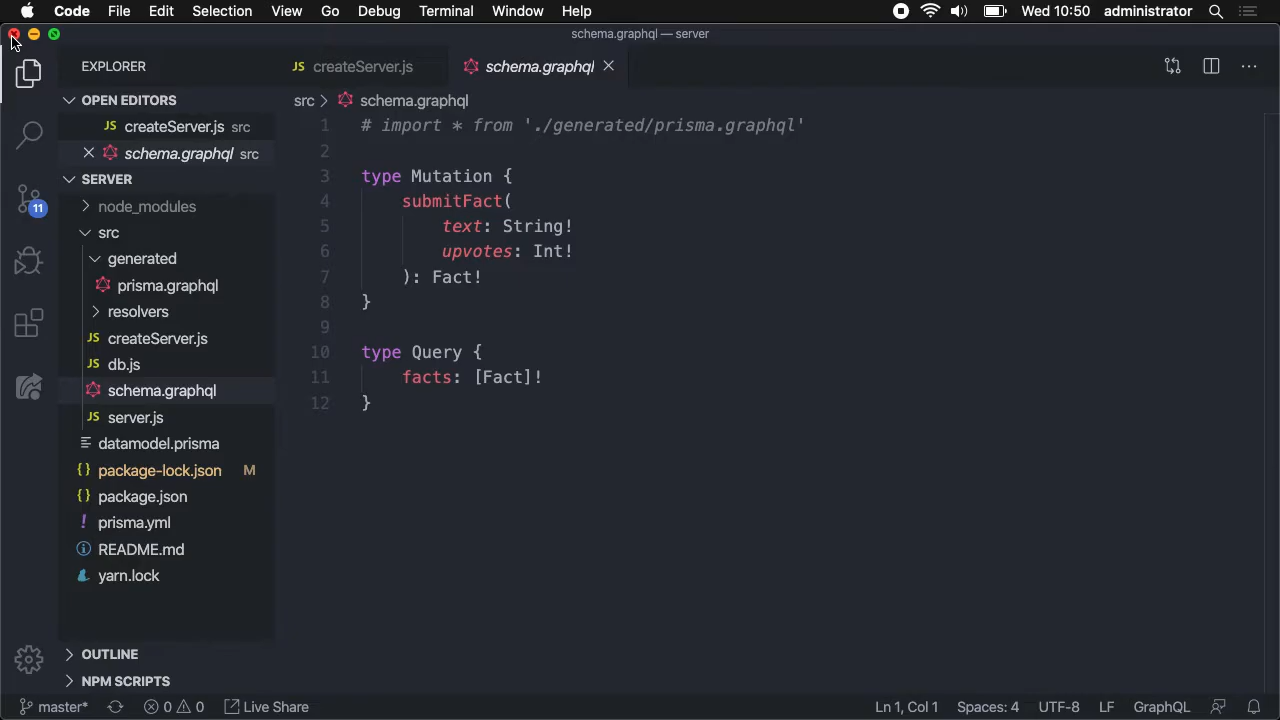 Code File Edit Selection View Go Debug Terminal Window Help Wed 10:50 administrator
schema.graphql — server
EXPLORER
JS createServer.js schema.graphql
OPEN EDITORS
JS createServer.js src
schema.graphql src
SERVER
node_modules
src
generated
prisma.graphql
resolvers
JS createServer.js
JS db.js
schema.graphql
JS server.js
datamodel.prisma
{} package-lock.json M
{} package.json
! prisma.yml
README.md
yarn.lock
OUTLINE
NPM SCRIPTS
11
src > schema.graphql
1 # import * from './generated/prisma.graphql'
2
3 type Mutation {
4 submitFact(
5 text: String!
6 upvotes: Int!
7 ): Fact!
8 }
9
10 type Query {
11 facts: [Fact]!
12 }
master* 0 0 Live Share Ln 1, Col 1 Spaces: 4 UTF-8 LF GraphQL